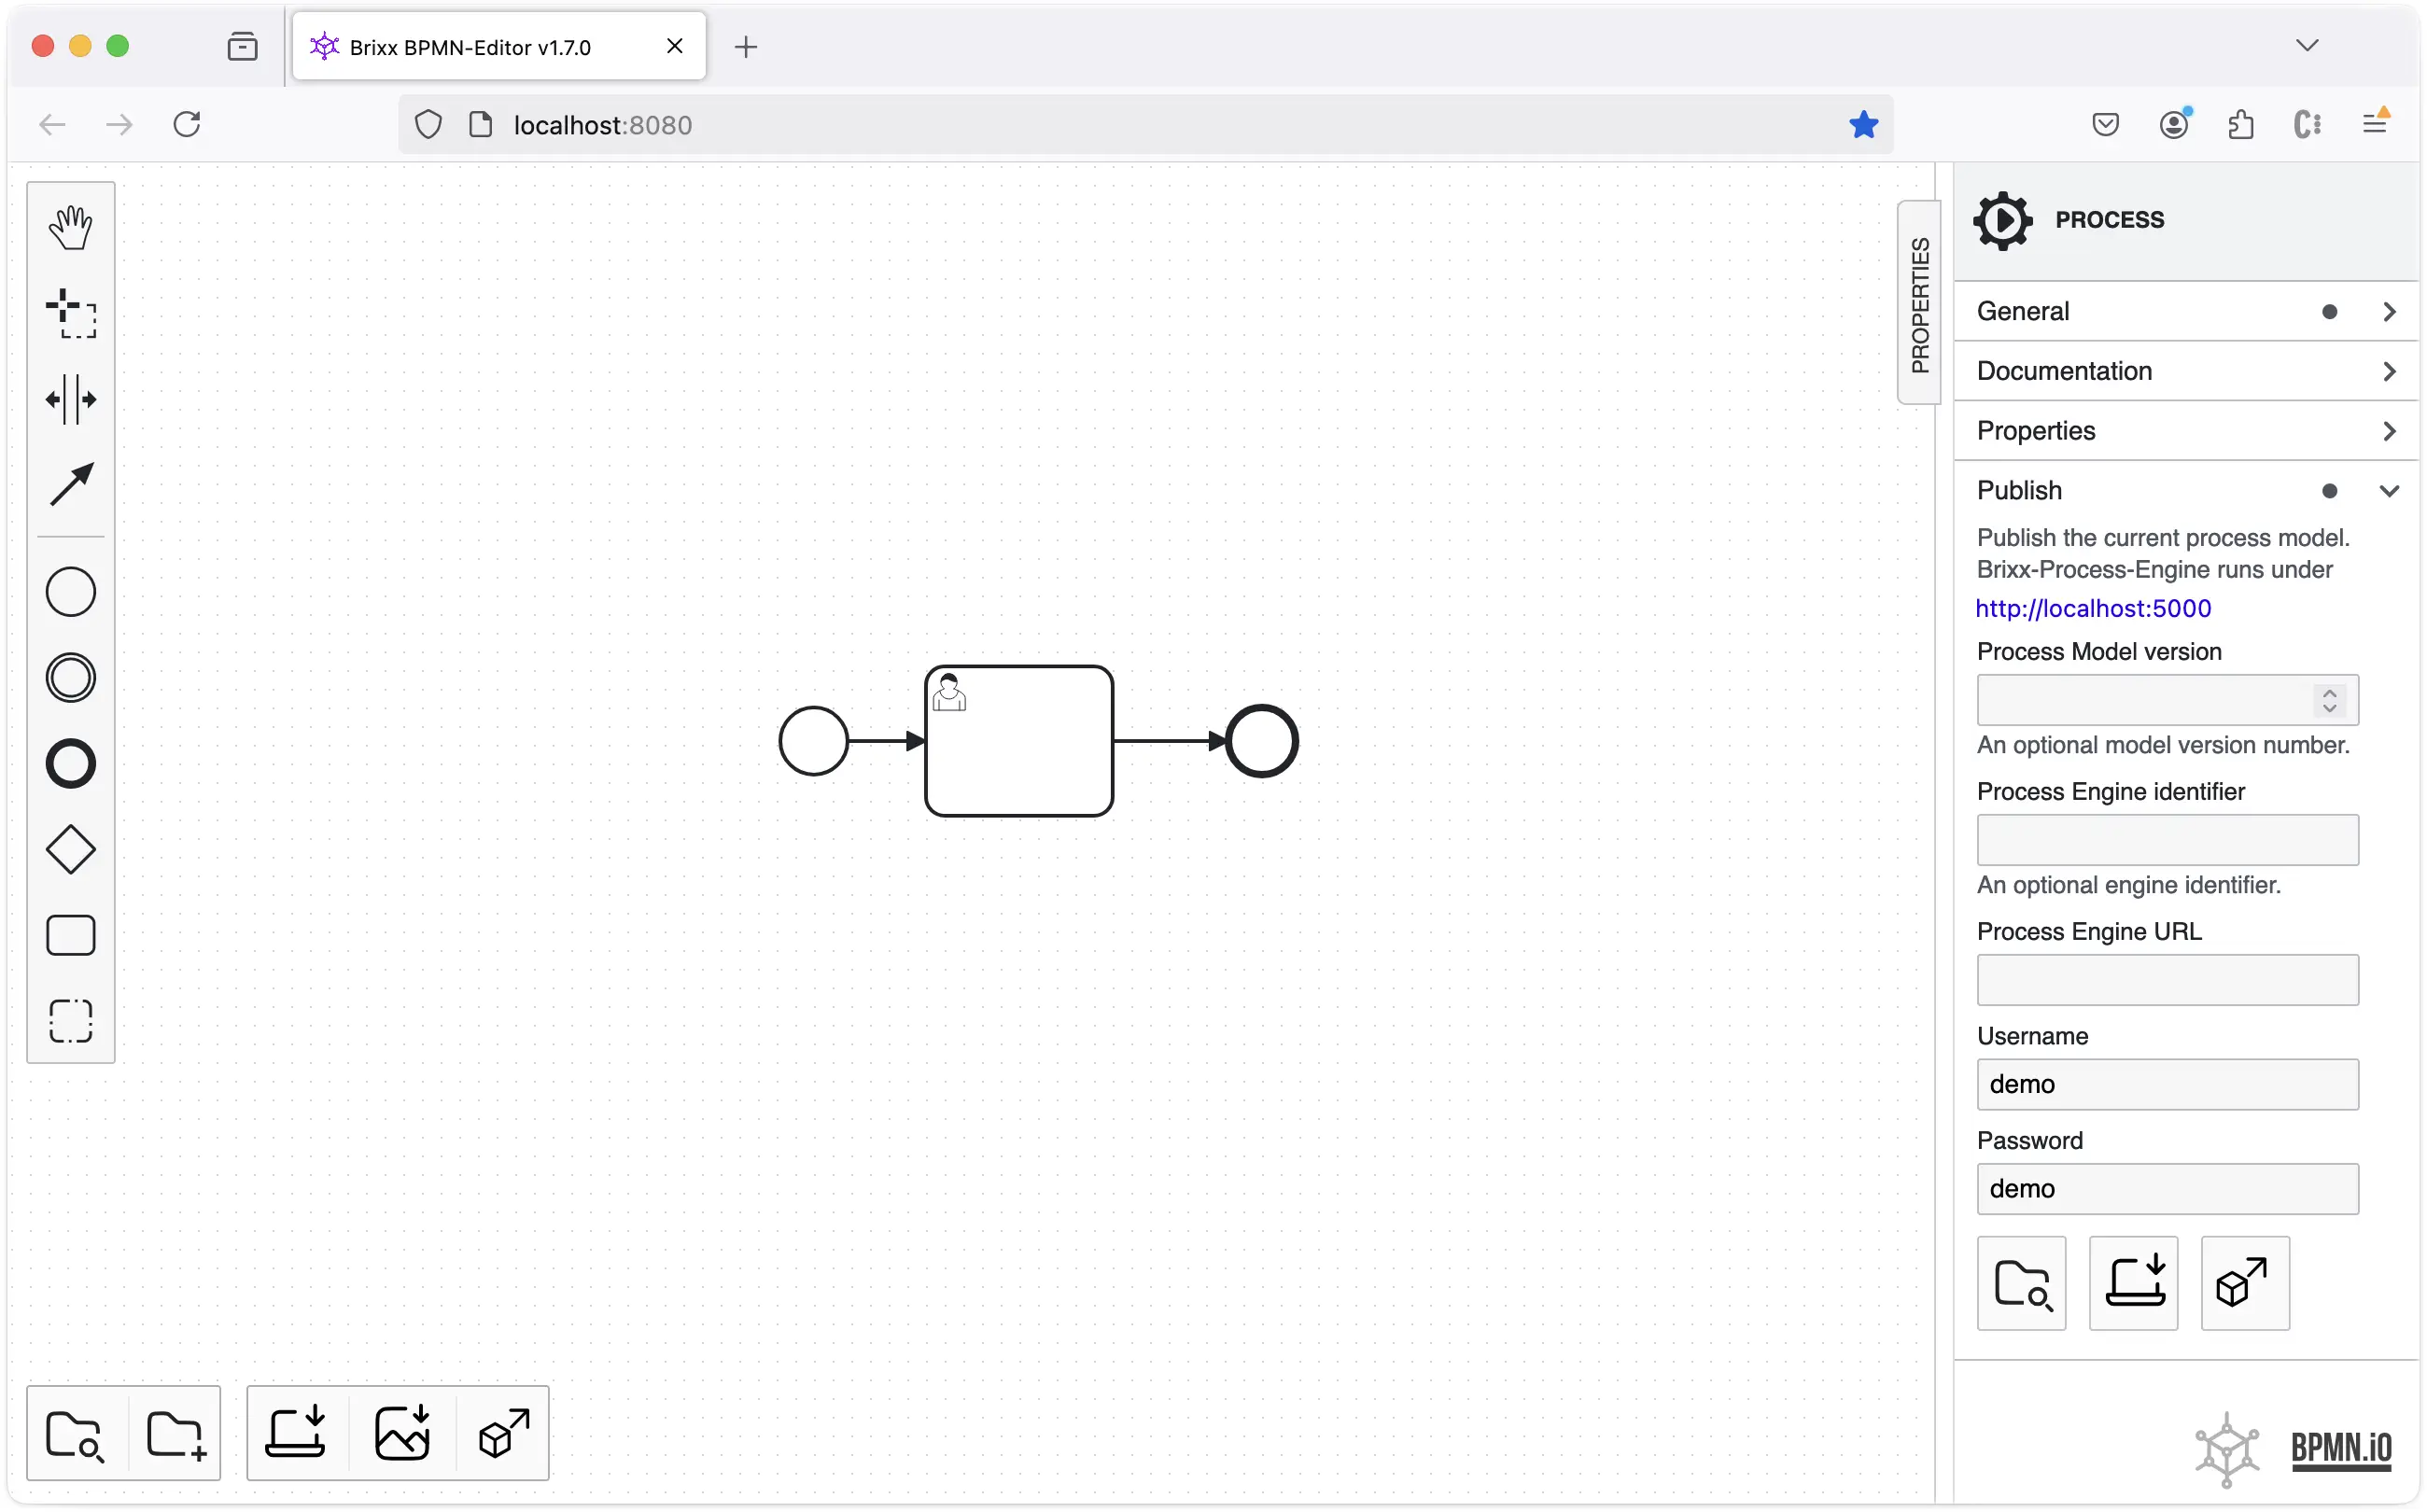 Brixx BPMN-Editor v1.7.0
localhost:8080
PROPERTIES
PROCESS
General
Documentation
Properties
Publish
Publish the current process model.
Brixx-Process-Engine runs under
http://localhost:5000
Process Model version
An optional model version number.
Process Engine identifier
An optional engine identifier.
Process Engine URL
Username
demo
Password
demo
BPMN.iO